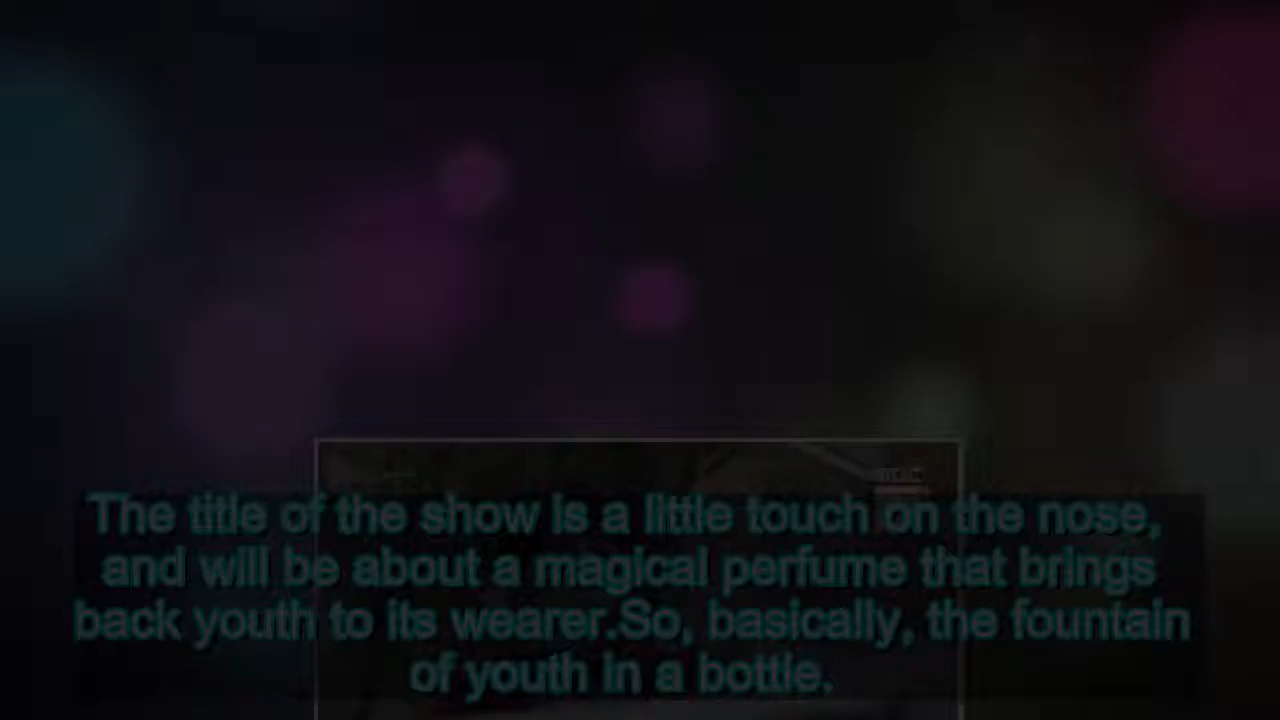 The title of the show is a little touch on the nose,
and will be about a magical perfume that brings
back youth to its wearer.So, basically, the fountain
of youth in a bottle.